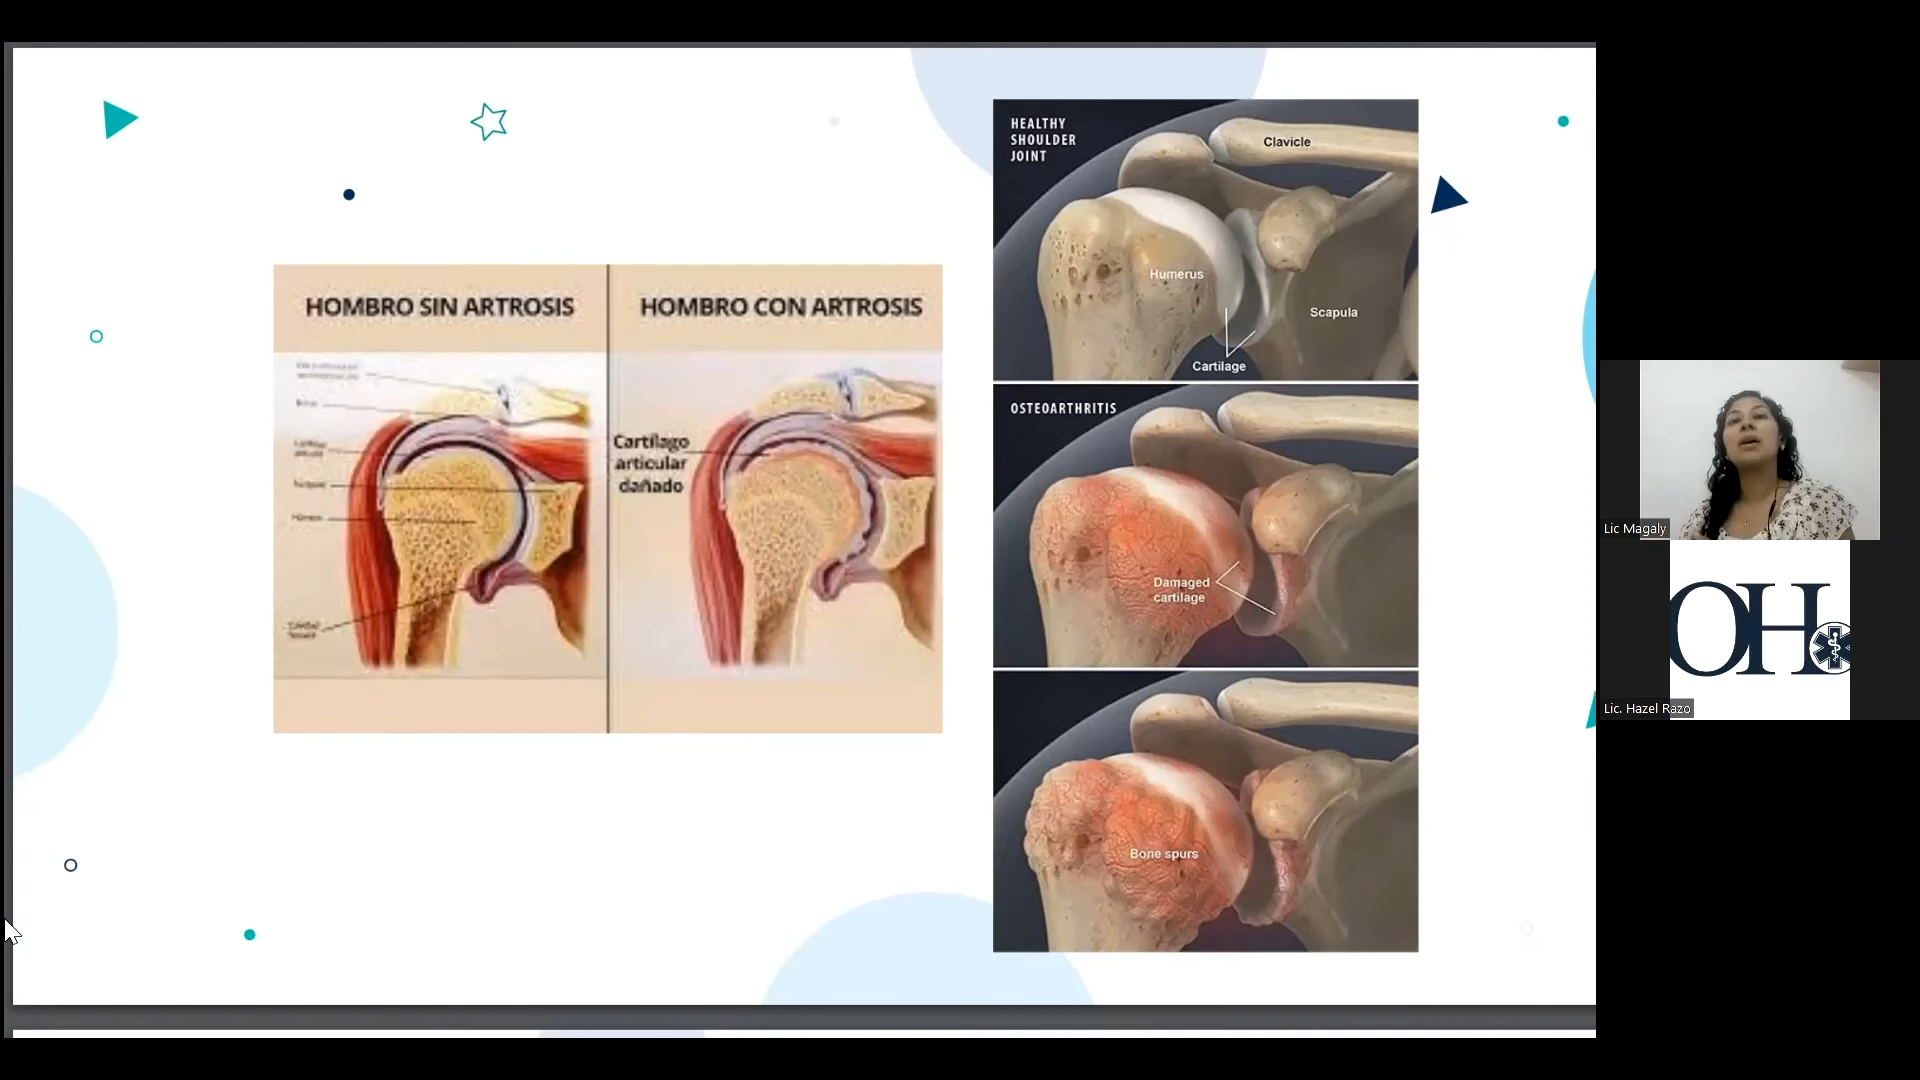 HOMBRO SIN ARTROSIS
HOMBRO CON ARTROSIS
Cartílago
articular
dañado
HEALTHY
SHOULDER
JOINT
Clavicle
Humerus
Scapula
Cartilage
OSTEOARTHRITIS
Damaged
cartilage
Bone spurs
Lic Magaly
OH
Lic. Hazel Razo